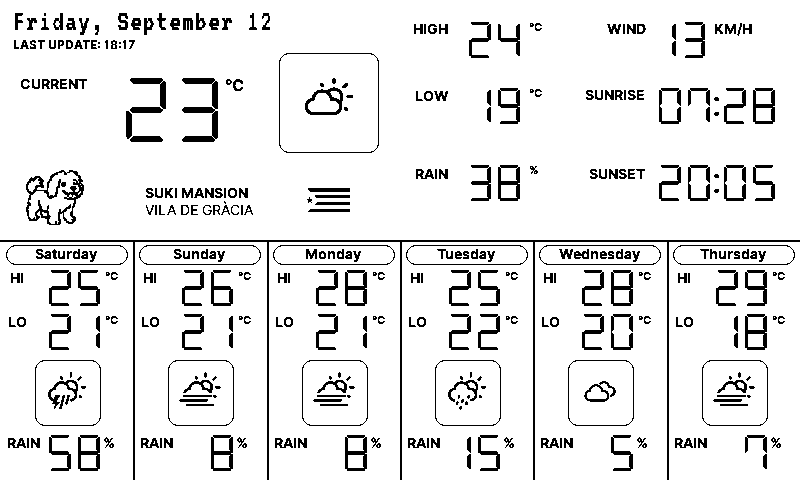 Friday, September 12
LAST UPDATE: 18:17
CURRENT 23 °C
HIGH 24 °C
WIND 13 KM/H
LOW 19 °C
SUNRISE 07:28
RAIN 38 %
SUNSET 20:05
SUKI MANSION
VILA DE GRÀCIA
Saturday
HI 25 °C
LO 21 °C
RAIN 58 %
Sunday
HI 26 °C
LO 21 °C
RAIN 8 %
Monday
HI 28 °C
LO 21 °C
RAIN 8 %
Tuesday
HI 25 °C
LO 22 °C
RAIN 15 %
Wednesday
HI 28 °C
LO 20 °C
RAIN 5 %
Thursday
HI 29 °C
LO 18 °C
RAIN 7 %